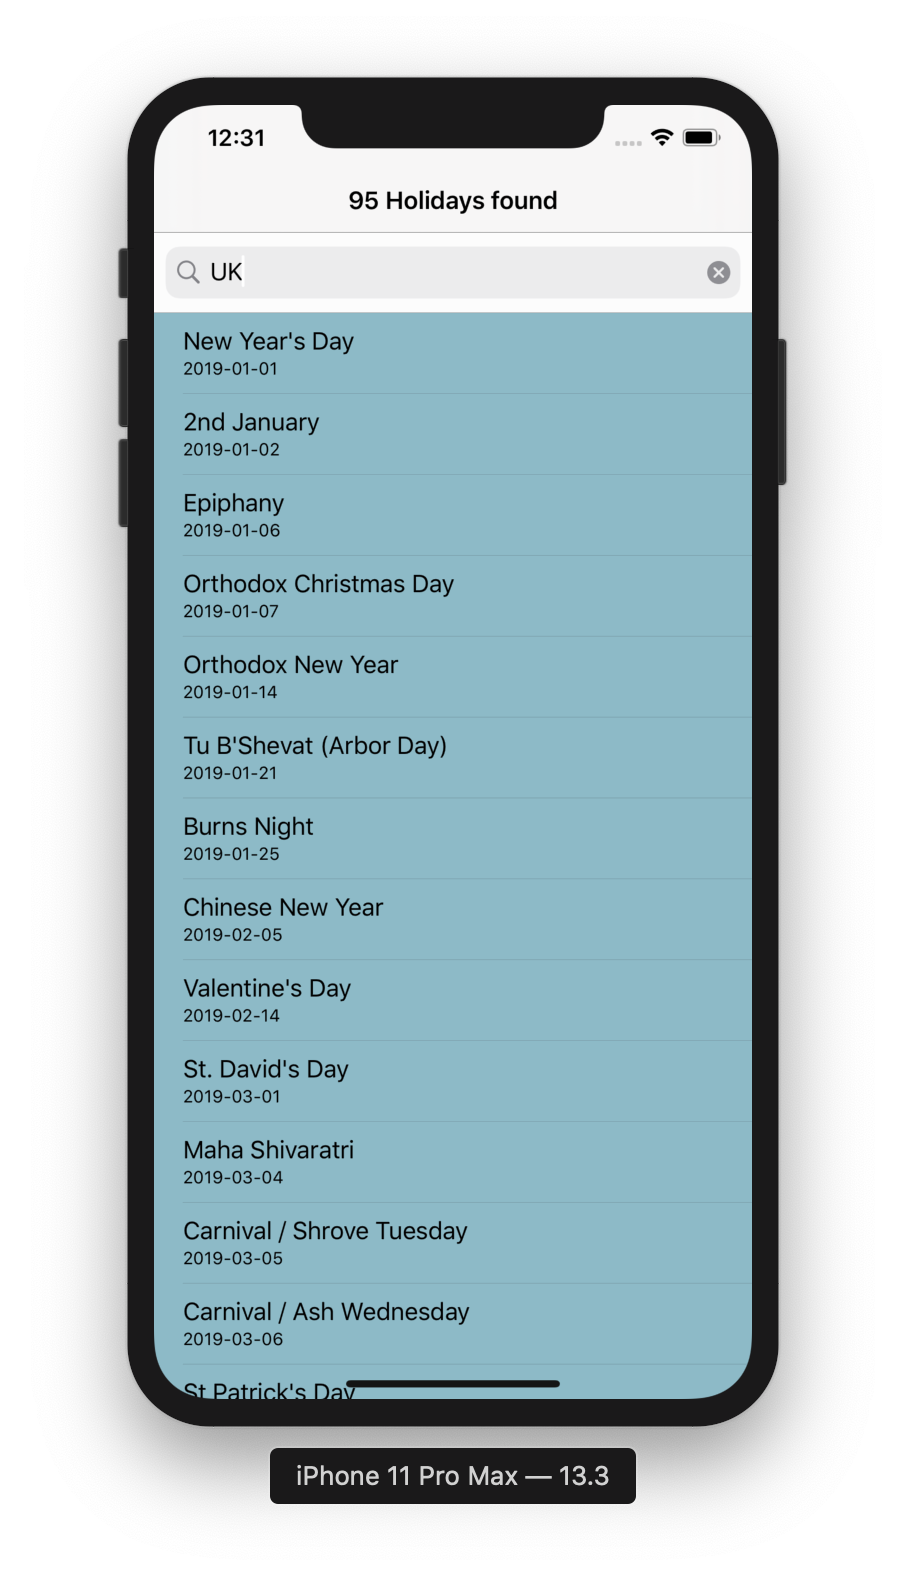 12:31
95 Holidays found
UK
New Year's Day
2019-01-01
2nd January
2019-01-02
Epiphany
2019-01-06
Orthodox Christmas Day
2019-01-07
Orthodox New Year
2019-01-14
Tu B'Shevat (Arbor Day)
2019-01-21
Burns Night
2019-01-25
Chinese New Year
2019-02-05
Valentine's Day
2019-02-14
St. David's Day
2019-03-01
Maha Shivaratri
2019-03-04
Carnival / Shrove Tuesday
2019-03-05
Carnival / Ash Wednesday
2019-03-06
St Patrick's Day
iPhone 11 Pro Max — 13.3